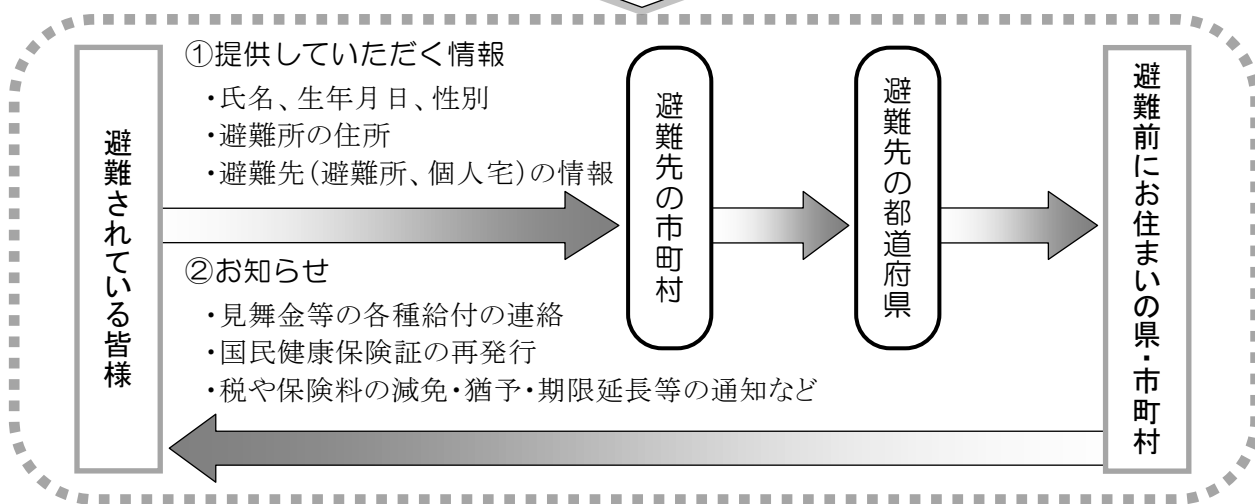 避難されている皆様
①提供していただく情報
・氏名、生年月日、性別
・避難所の住所
・避難先(避難所、個人宅)の情報
②お知らせ
・見舞金等の各種給付の連絡
・国民健康保険証の再発行
・税や保険料の減免・猶予・期限延長等の通知など
避難先の市町村
避難先の都道府県
避難前にお住まいの県・市町村